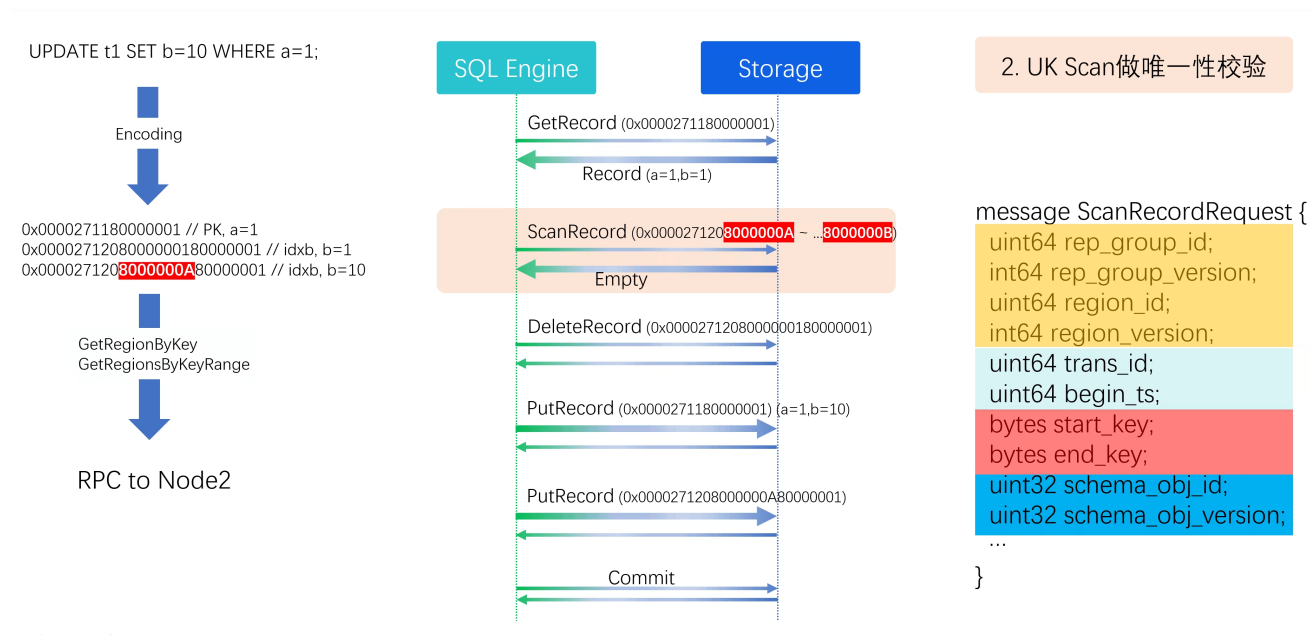 UPDATE t1 SET b=10 WHERE a=1;
Encoding
0x0000271180000001 // PK, a=1
0x0000271208000000180000001 // idxb, b=1
0x0000271208000000A80000001 // idxb, b=10
GetRegionByKey
GetRegionsByKeyRange
RPC to Node2
SQL Engine
Storage
GetRecord (0x0000271180000001)
Record (a=1,b=1)
ScanRecord (0x0000271208000000A ~ ...8000000B)
Empty
DeleteRecord (0x0000271208000000180000001)
PutRecord (0x0000271180000001) (a=1,b=10)
PutRecord (0x0000271208000000A80000001)
Commit
2. UK Scan做唯一性校验
message ScanRecordRequest {
uint64 rep_group_id;
int64 rep_group_version;
uint64 region_id;
int64 region_version;
uint64 trans_id;
uint64 begin_ts;
bytes start_key;
bytes end_key;
uint32 schema_obj_id;
uint32 schema_obj_version;
...
}